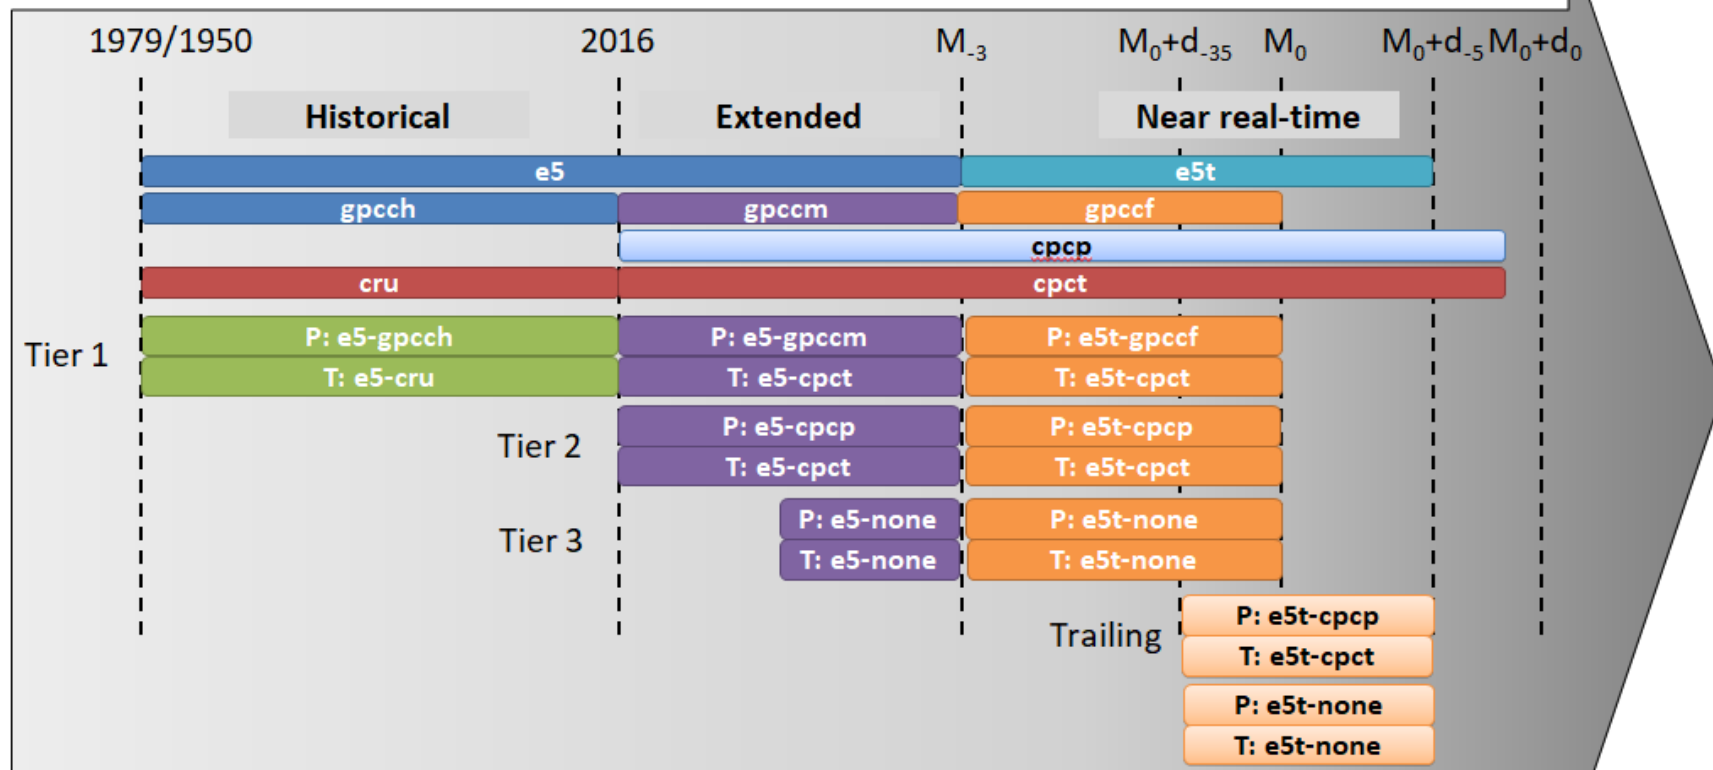 1979/1950 2016 M-3 M0+d-35 M0 M0+d-5 M0+d0
Historical Extended Near real-time
e5 e5t
gpcch gpccm gpccf
cpcp
cru cpct
Tier 1
P: e5-gpcch P: e5-gpccm P: e5t-gpccf
T: e5-cru T: e5-cpct T: e5t-cpct
Tier 2
P: e5-cpcp P: e5t-cpcp
T: e5-cpct T: e5t-cpct
Tier 3
P: e5-none P: e5t-none
T: e5-none T: e5t-none
Trailing
P: e5t-cpcp
T: e5t-cpct
P: e5t-none
T: e5t-none